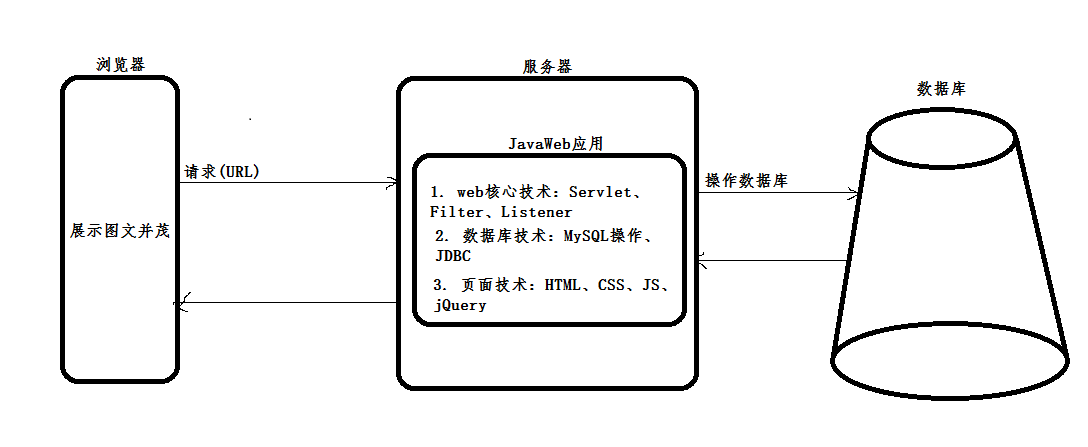 浏览器
服务器
数据库
JavaWeb应用
请求(URL)
操作数据库
1. web核心技术：Servlet、
Filter、Listener
2. 数据库技术：MySQL操作、
JDBC
3. 页面技术：HTML、CSS、JS、
jQuery
展示图文并茂